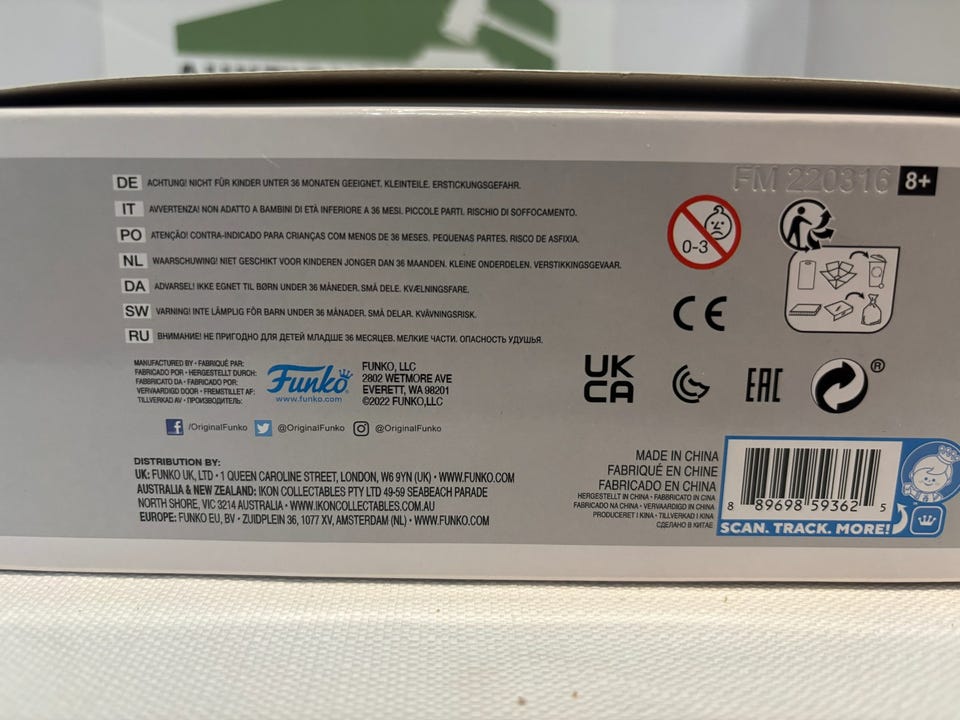 DE ACHTUNG! NICHT FÜR KINDER UNTER 36 MONATEN GEEIGNET. KLEINTEILE. ERSTICKUNGSGEFAHR.
IT AVVERTENZA! NON ADATTO A BAMBINI DI ETÀ INFERIORE A 36 MESI. PICCOLE PARTI. RISCHIO DI SOFFOCAMENTO.
PO ATENÇÃO! CONTRA-INDICADO PARA CRIANÇAS COM MENOS DE 36 MESES. PEQUENAS PARTES. RISCO DE ASFIXIA.
NL WAARSCHUWING! NIET GESCHIKT VOOR KINDEREN JONGER DAN 36 MAANDEN. KLEINE ONDERDELEN. VERSTIKKINGSGEVAAR.
DA ADVARSEL! IKKE EGNET TIL BØRN UNDER 36 MÅNEDER. SMÅ DELE. KVÆLNINGSFARE.
SW VARNING! INTE LÄMPLIG FÖR BARN UNDER 36 MÅNADER. SMÅ DELAR. KVÄVNINGSRISK.
RU ВНИМАНИЕ! НЕ ПРИГОДНО ДЛЯ ДЕТЕЙ МЛАДШЕ 36 МЕСЯЦЕВ. МЕЛКИЕ ЧАСТИ. ОПАСНОСТЬ УДУШЬЯ.
FM 220316
8+
0-3
CE
UK
CA
EAC
®
MANUFACTURED BY • FABRIQUÉ PAR:
FABRICADO POR • HERGESTELLT DURCH:
FABBRICATO DA • FABRICADO POR:
VERVAARDIGD DOOR • FREMSTILLET AF:
TILLVERKAD AV • ПРОИЗВОДИТЕЛЬ:
Funko
www.funko.com
FUNKO, LLC
2802 WETMORE AVE
EVERETT, WA 98201
©2022 FUNKO,LLC
/OriginalFunko @OriginalFunko @OriginalFunko
DISTRIBUTION BY:
UK: FUNKO UK, LTD • 1 QUEEN CAROLINE STREET, LONDON, W6 9YN (UK) • WWW.FUNKO.COM
AUSTRALIA & NEW ZEALAND: IKON COLLECTABLES PTY LTD 49-59 SEABEACH PARADE
NORTH SHORE, VIC 3214 AUSTRALIA • WWW.IKONCOLLECTABLES.COM.AU
EUROPE: FUNKO EU, BV • ZUIDPLEIN 36, 1077 XV, AMSTERDAM (NL) • WWW.FUNKO.COM
MADE IN CHINA
FABRIQUÉ EN CHINE
FABRICADO EN CHINA
HERGESTELLT IN CHINA • FABBRICATO IN CINA
FABRICADO NA CHINA • VERVAARDIGD IN CHINA
PRODUCERET I KINA • TILLVERKAD I KINA
СДЕЛАНО В КИТАЕ
8 89698 59362 5
SCAN. TRACK. MORE!